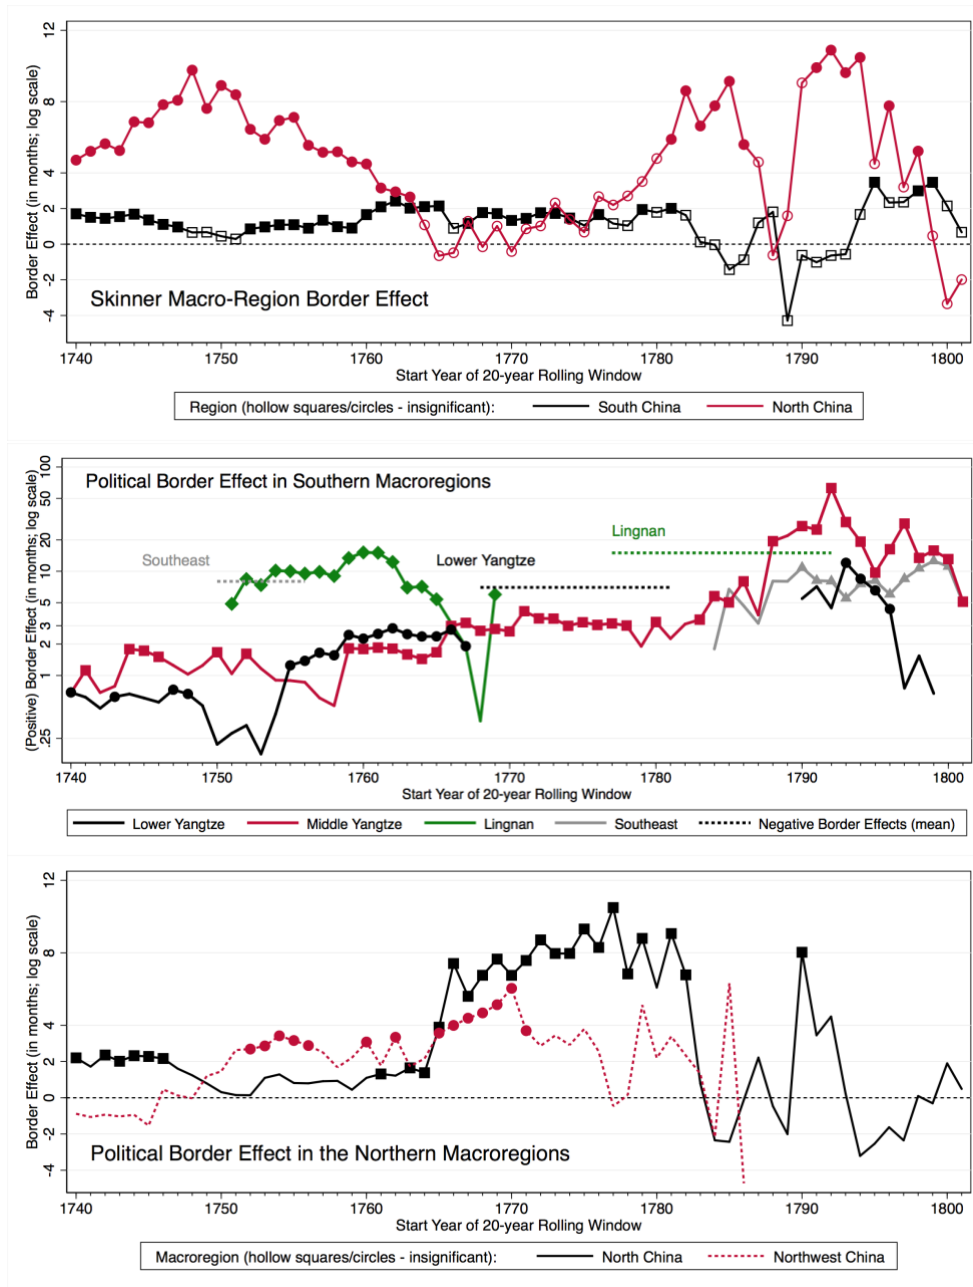 Border Effect (in months; log scale)
12
8
4
2
0
-2
-4
Skinner Macro-Region Border Effect
1740 1750 1760 1770 1780 1790 1800
Start Year of 20-year Rolling Window
Region (hollow squares/circles - insignificant): South China North China
(Positive) Border Effect (in months; log scale)
100
50
20
10
5
3
2
1
.25
Political Border Effect in Southern Macroregions
Southeast
Lower Yangtze
Lingnan
1740 1750 1760 1770 1780 1790 1800
Start Year of 20-year Rolling Window
Lower Yangtze Middle Yangtze Lingnan Southeast Negative Border Effects (mean)
Border Effect (in months; log scale)
12
8
4
2
0
-2
-4
Political Border Effect in the Northern Macroregions
1740 1750 1760 1770 1780 1790 1800
Start Year of 20-year Rolling Window
Macroregion (hollow squares/circles - insignificant): North China Northwest China